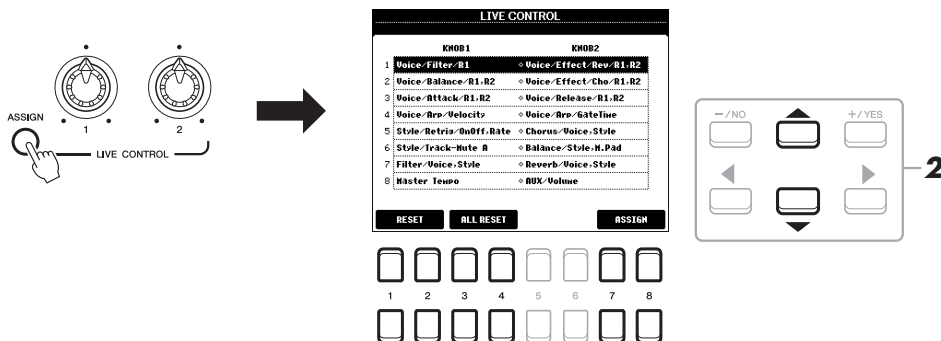 ASSIGN
1 2
LIVE CONTROL
LIVE CONTROL
KNOB1 KNOB2
1 Voice/Filter/R1 Voice/Effect/Rev/R1,R2
2 Voice/Balance/R1,R2 Voice/Effect/Cho/R1,R2
3 Voice/Attack/R1,R2 Voice/Release/R1,R2
4 Voice/Arp/Velocity Voice/Arp/GateTime
5 Style/Retrig/OnOff,Rate Chorus/Voice,Style
6 Style/Track-Mute A Balance/Style,M.Pad
7 Filter/Voice,Style Reverb/Voice,Style
8 Master Tempo AUX/Volume
RESET ALL RESET ASSIGN
1 2 3 4 5 6 7 8
-/NO +/YES
2